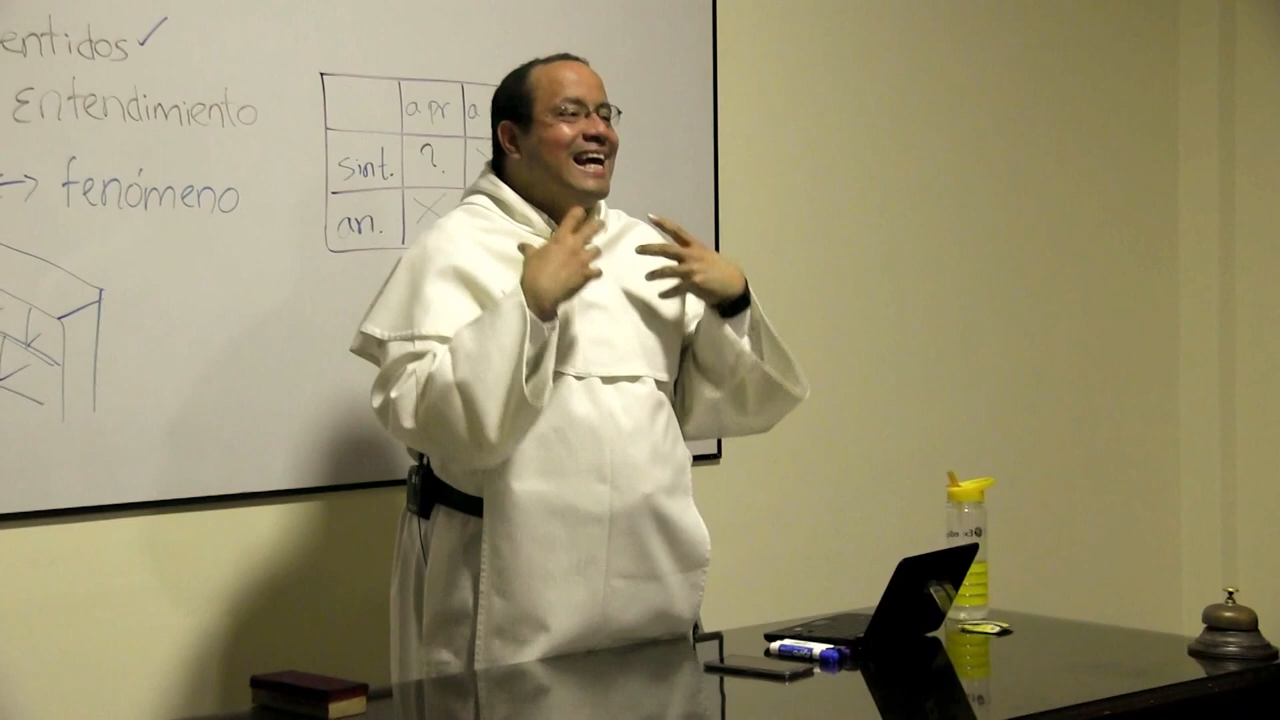 entidos ✓
Entendimiento
↔ fenómeno
a pr a
sint. ?
an. X